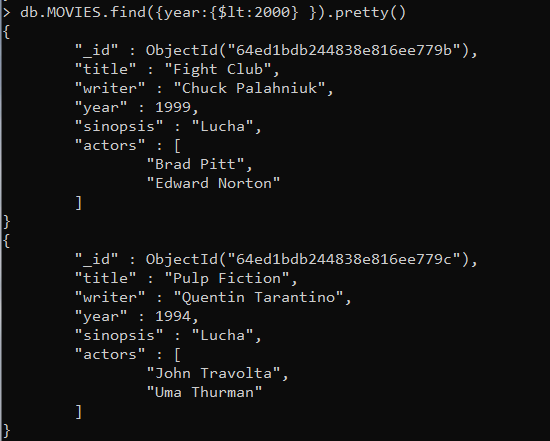 > db.MOVIES.find({year:{$lt:2000} }).pretty()
{
        "_id" : ObjectId("64ed1bdb244838e816ee779b"),
        "title" : "Fight Club",
        "writer" : "Chuck Palahniuk",
        "year" : 1999,
        "sinopsis" : "Lucha",
        "actors" : [
                "Brad Pitt",
                "Edward Norton"
        ]
}
{
        "_id" : ObjectId("64ed1bdb244838e816ee779c"),
        "title" : "Pulp Fiction",
        "writer" : "Quentin Tarantino",
        "year" : 1994,
        "sinopsis" : "Lucha",
        "actors" : [
                "John Travolta",
                "Uma Thurman"
        ]
}